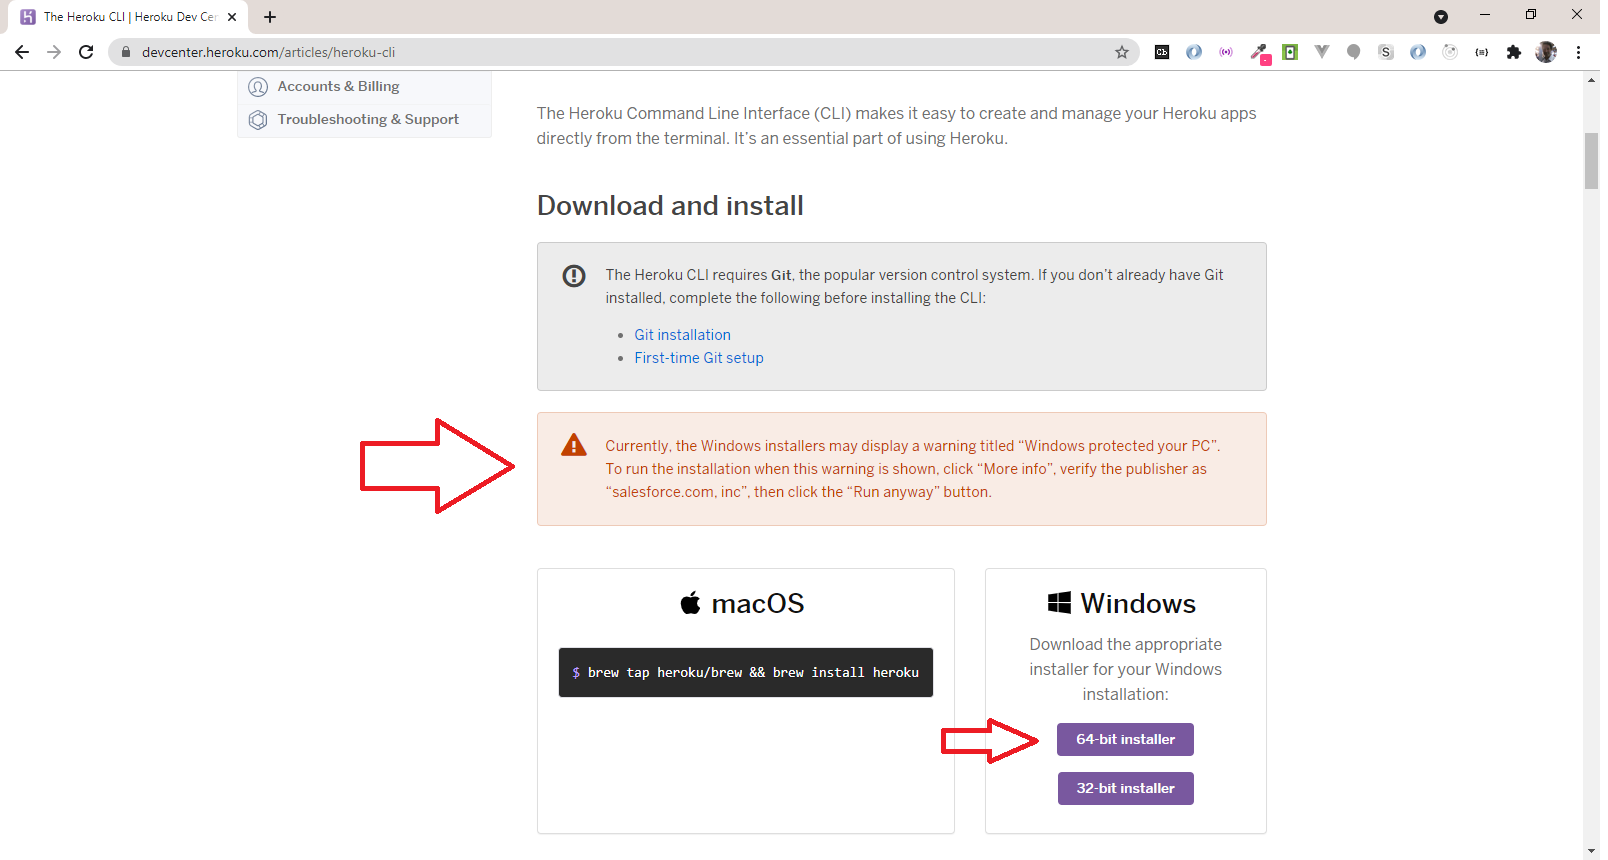 The Heroku CLI | Heroku Dev Cen
devcenter.heroku.com/articles/heroku-cli
Accounts & Billing
Troubleshooting & Support
The Heroku Command Line Interface (CLI) makes it easy to create and manage your Heroku apps
directly from the terminal. It’s an essential part of using Heroku.
Download and install
The Heroku CLI requires Git, the popular version control system. If you don’t already have Git
installed, complete the following before installing the CLI:
• Git installation
• First-time Git setup
Currently, the Windows installers may display a warning titled “Windows protected your PC”.
To run the installation when this warning is shown, click “More info”, verify the publisher as
“salesforce.com, inc”, then click the “Run anyway” button.
macOS
$ brew tap heroku/brew && brew install heroku
Windows
Download the appropriate
installer for your Windows
installation:
64-bit installer
32-bit installer